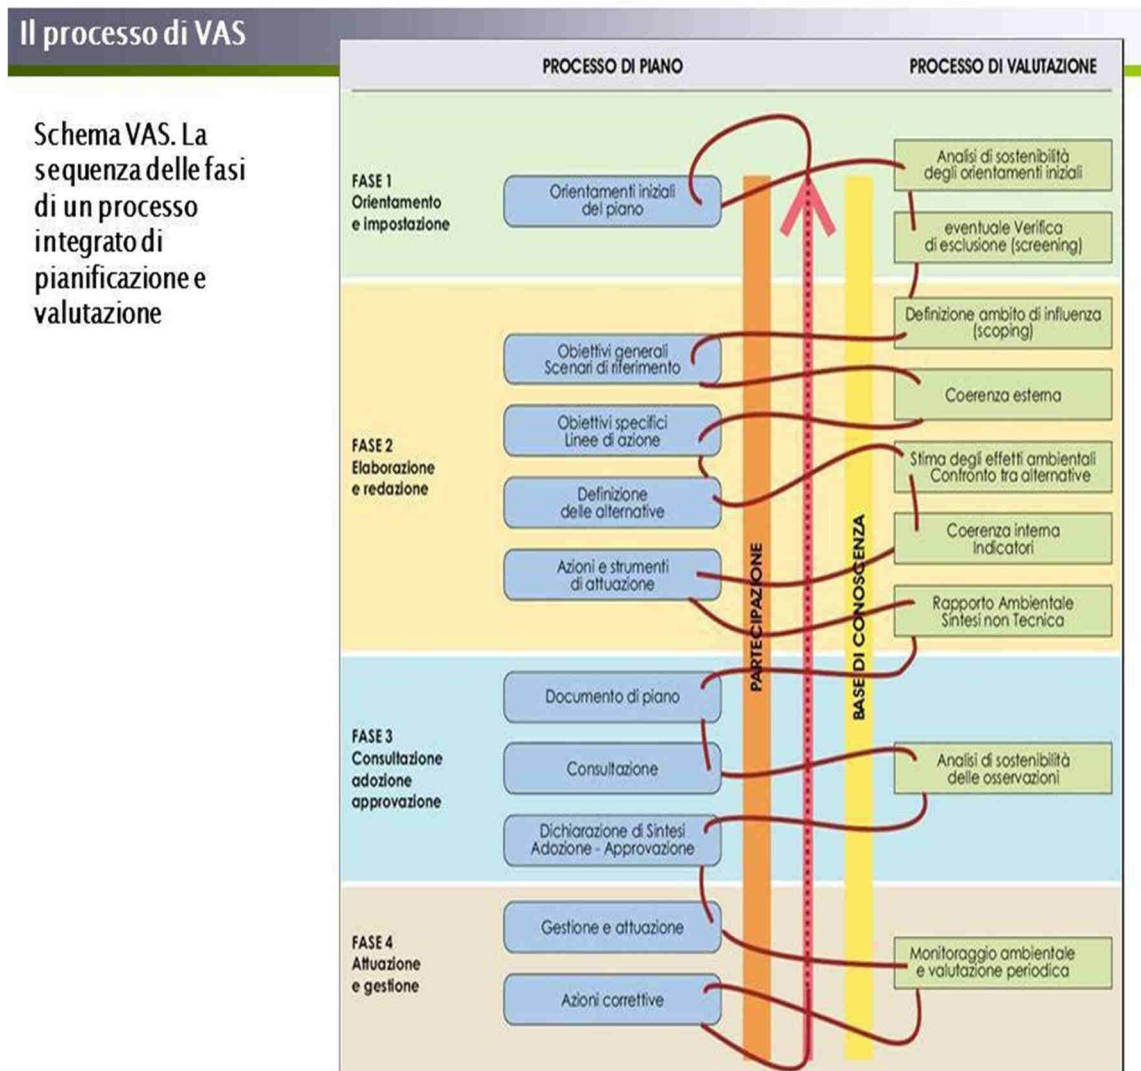 Il processo di VAS
Schema VAS. La
sequenza delle fasi
di un processo
integrato di
pianificazione e
valutazione
PROCESSO DI PIANO
PROCESSO DI VALUTAZIONE
FASE 1
Orientamento
e impostazione
Orientamenti iniziali
del piano
Analisi di sostenibilità
degli orientamenti iniziali
eventuale Verifica
di esclusione (screening)
FASE 2
Elaborazione
e redazione
Obiettivi generali
Scenari di riferimento
Obiettivi specifici
Linee di azione
Definizione
delle alternative
Azioni e strumenti
di attuazione
Definizione ambito di influenza
(scoping)
Coerenza esterna
Stima degli effetti ambientali
Confronto tra alternative
Coerenza interna
Indicatori
Rapporto Ambientale
Sintesi non Tecnica
PARTECIPAZIONE
BASE DI CONOSCENZA
FASE 3
Consultazione
adozione
approvazione
Documento di piano
Consultazione
Dichiarazione di Sintesi
Adozione - Approvazione
Analisi di sostenibilità
delle osservazioni
FASE 4
Attuazione
e gestione
Gestione e attuazione
Azioni correttive
Monitoraggio ambientale
e valutazione periodica